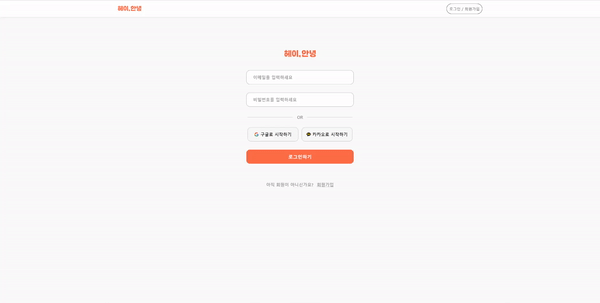 헤이,안녕
로그인 / 회원가입
헤이,안녕
이메일을 입력하세요
비밀번호를 입력하세요
OR
구글로 시작하기
카카오로 시작하기
로그인하기
아직 회원이 아니신가요? 회원가입